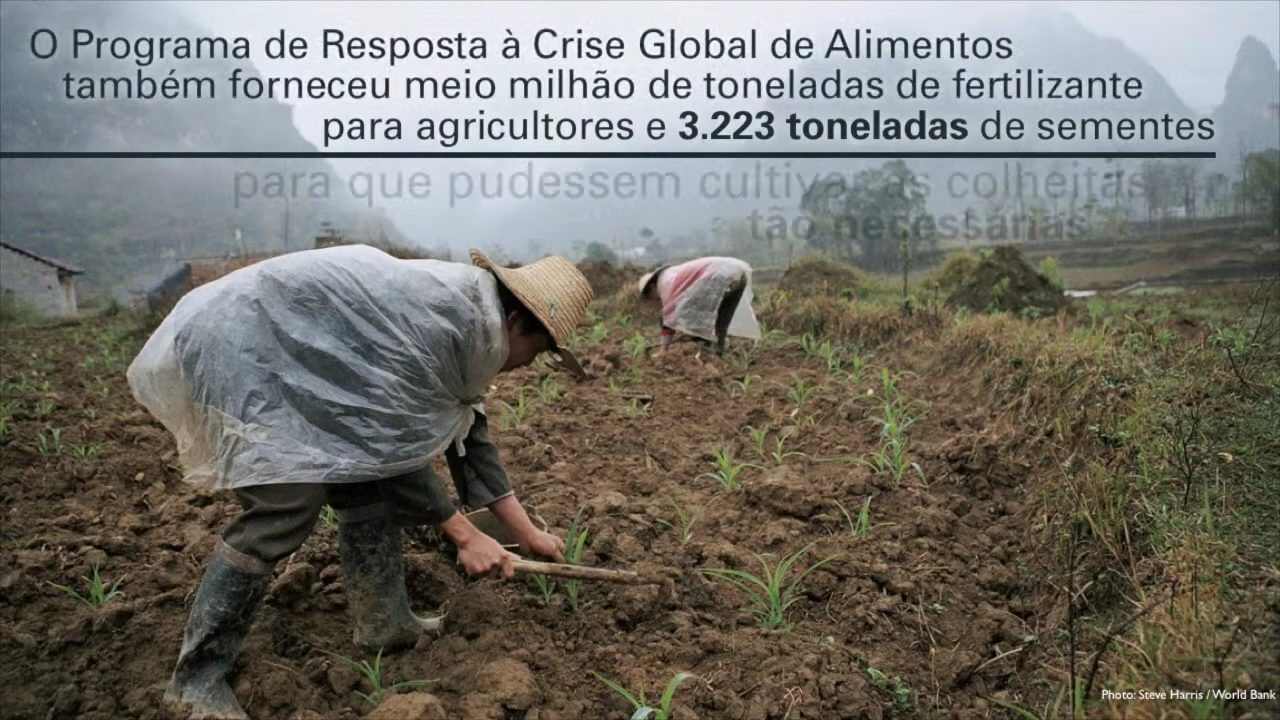 O Programa de Resposta à Crise Global de Alimentos
também forneceu meio milhão de toneladas de fertilizante
para agricultores e 3.223 toneladas de sementes
para que pudessem cultivar as colheitas
tão necessárias
Photo: Steve Harris / World Bank